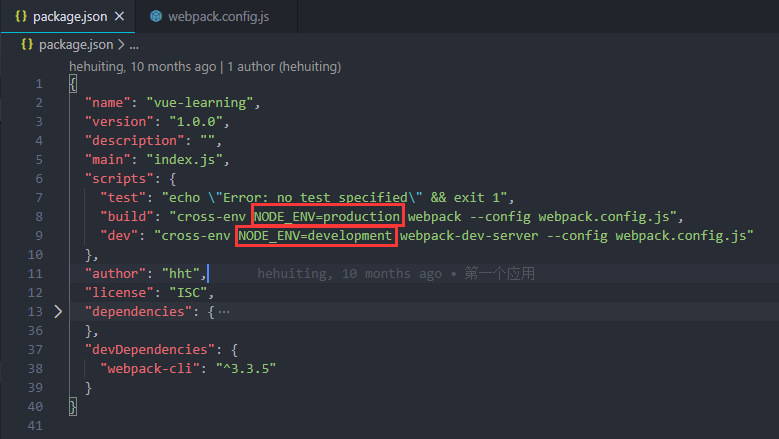 package.json
webpack.config.js
package.json > ...
hehuiting, 10 months ago | 1 author (hehuiting)
1 {
2 "name": "vue-learning",
3 "version": "1.0.0",
4 "description": "",
5 "main": "index.js",
6 "scripts": {
7 "test": "echo \"Error: no test specified\" && exit 1",
8 "build": "cross-env NODE_ENV=production webpack --config webpack.config.js",
9 "dev": "cross-env NODE_ENV=development webpack-dev-server --config webpack.config.js"
10 },
11 "author": "hht", hehuiting, 10 months ago • 第一个应用
12 "license": "ISC",
13 "dependencies": { ...
36 },
37 "devDependencies": {
38 "webpack-cli": "^3.3.5"
39 }
40 }
41